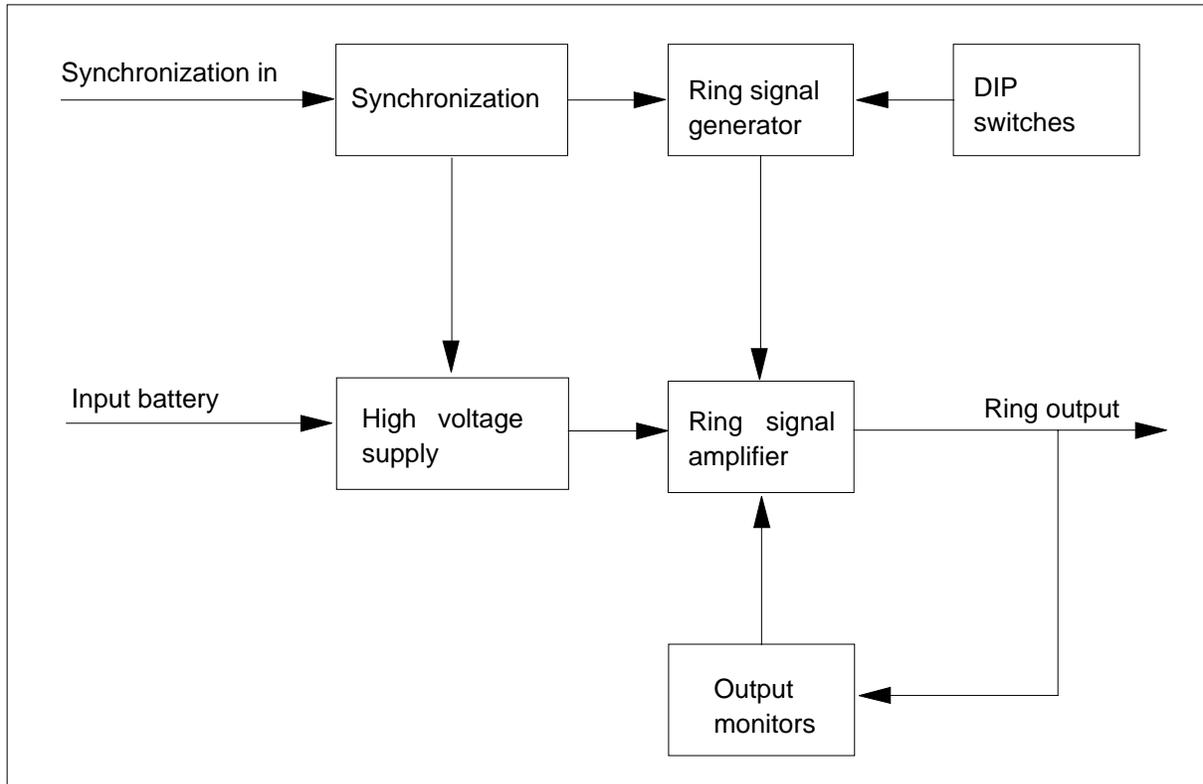 Synchronization in
Synchronization
Ring signal
generator
DIP
switches
Input battery
High voltage
supply
Ring signal
amplifier
Ring output
Output
monitors